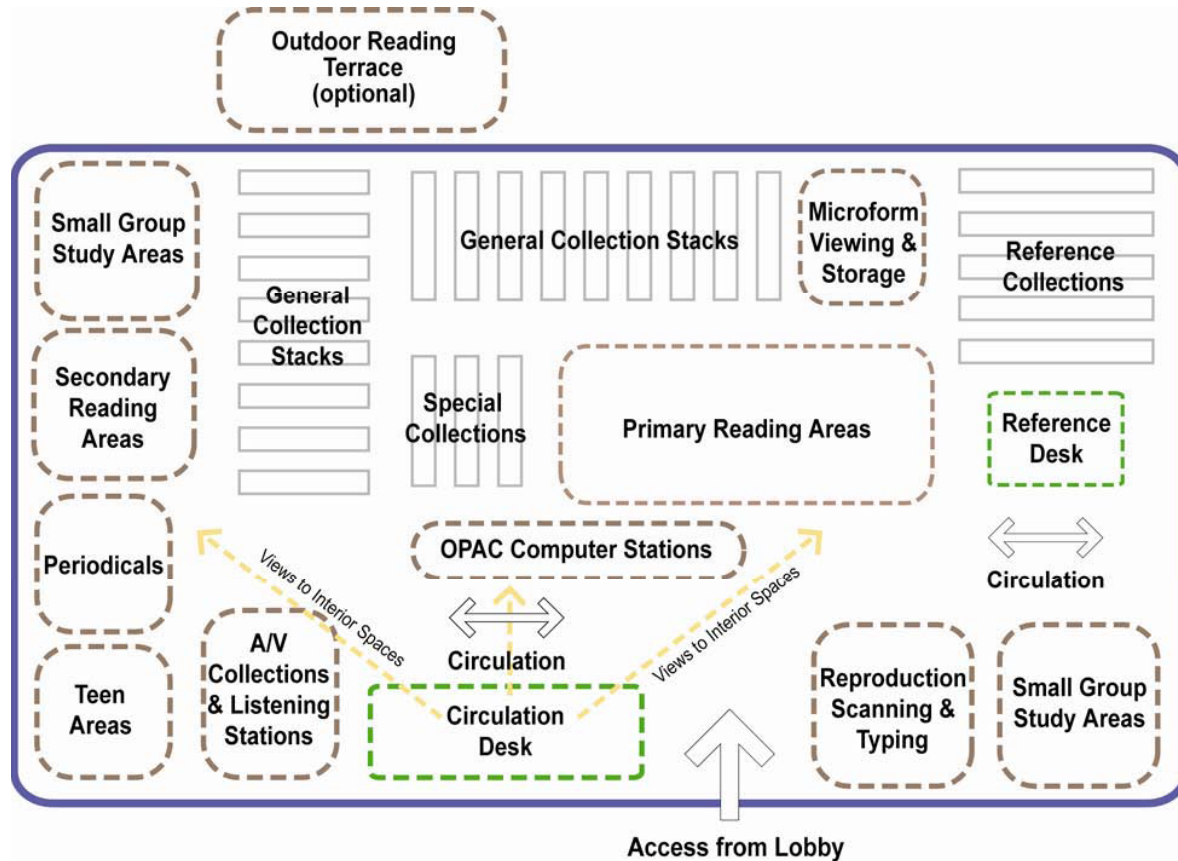 Outdoor Reading
Terrace
(optional)
Small Group
Study Areas
General Collection Stacks
Microform
Viewing &
Storage
Reference
Collections
General
Collection
Stacks
Secondary
Reading
Areas
Special
Collections
Primary Reading Areas
Reference
Desk
Periodicals
OPAC Computer Stations
Views to Interior Spaces
Views to Interior Spaces
Circulation
Circulation
Teen
Areas
A/V
Collections
& Listening
Stations
Circulation
Desk
Reproduction
Scanning &
Typing
Small Group
Study Areas
Access from Lobby